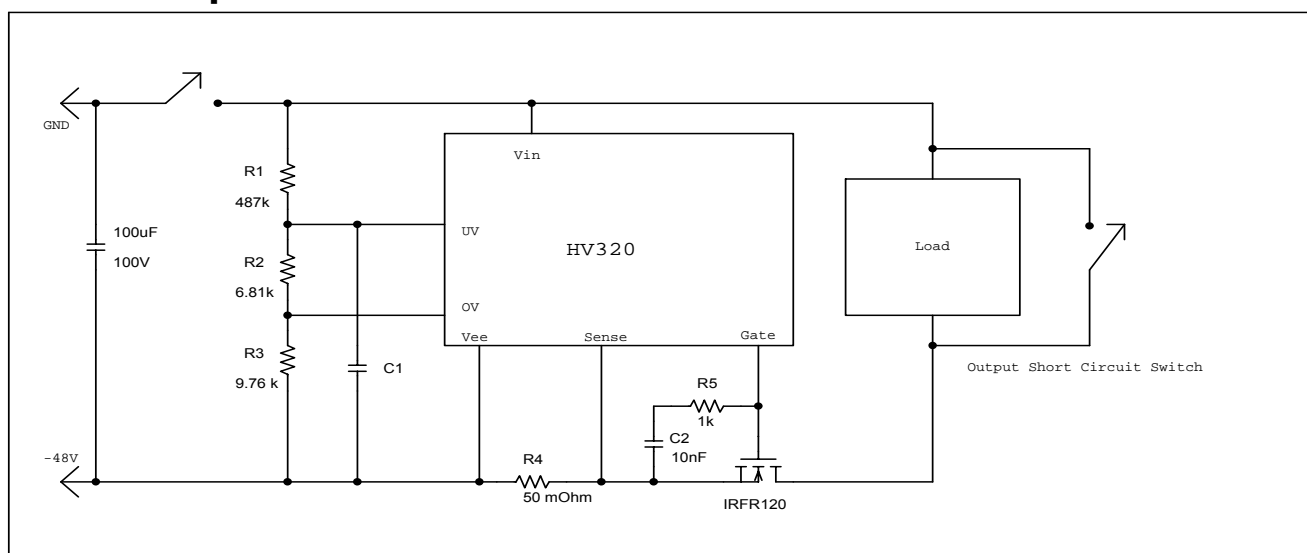 GND
Vin
R1
487k
100uF
100V
UV
HV320
Load
R2
6.81k
OV
Vee
Sense
Gate
R3
9.76 k
C1
Output Short Circuit Switch
R5
1k
C2
10nF
-48V
R4
50 mOhm
IRFR120